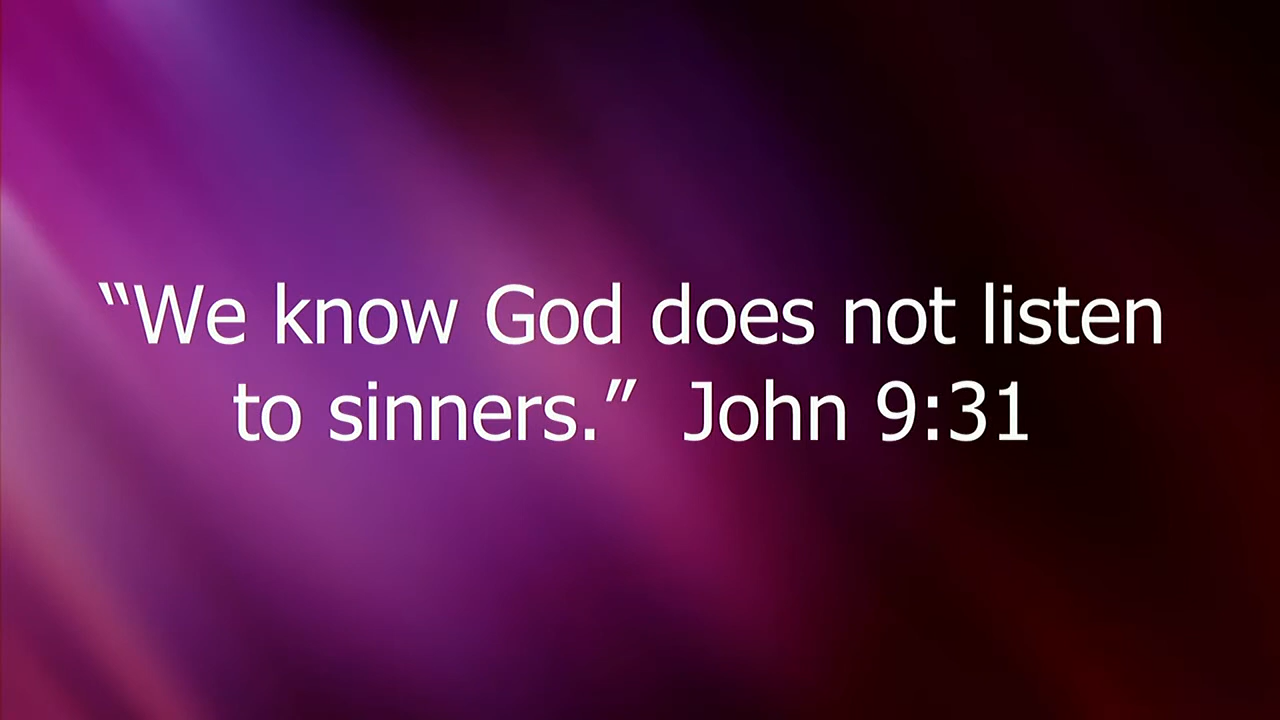 “We know God does not listen
to sinners.”  John 9:31